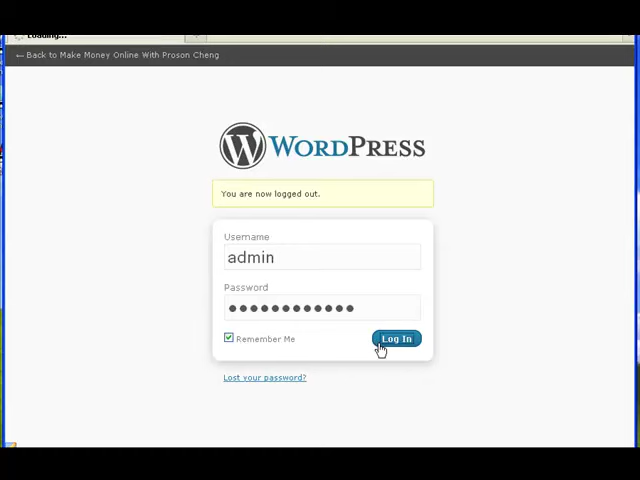 Loading...
← Back to Make Money Online With Proson Cheng
WORDPRESS
You are now logged out.
Username
admin
Password
Remember Me
Log In
Lost your password?